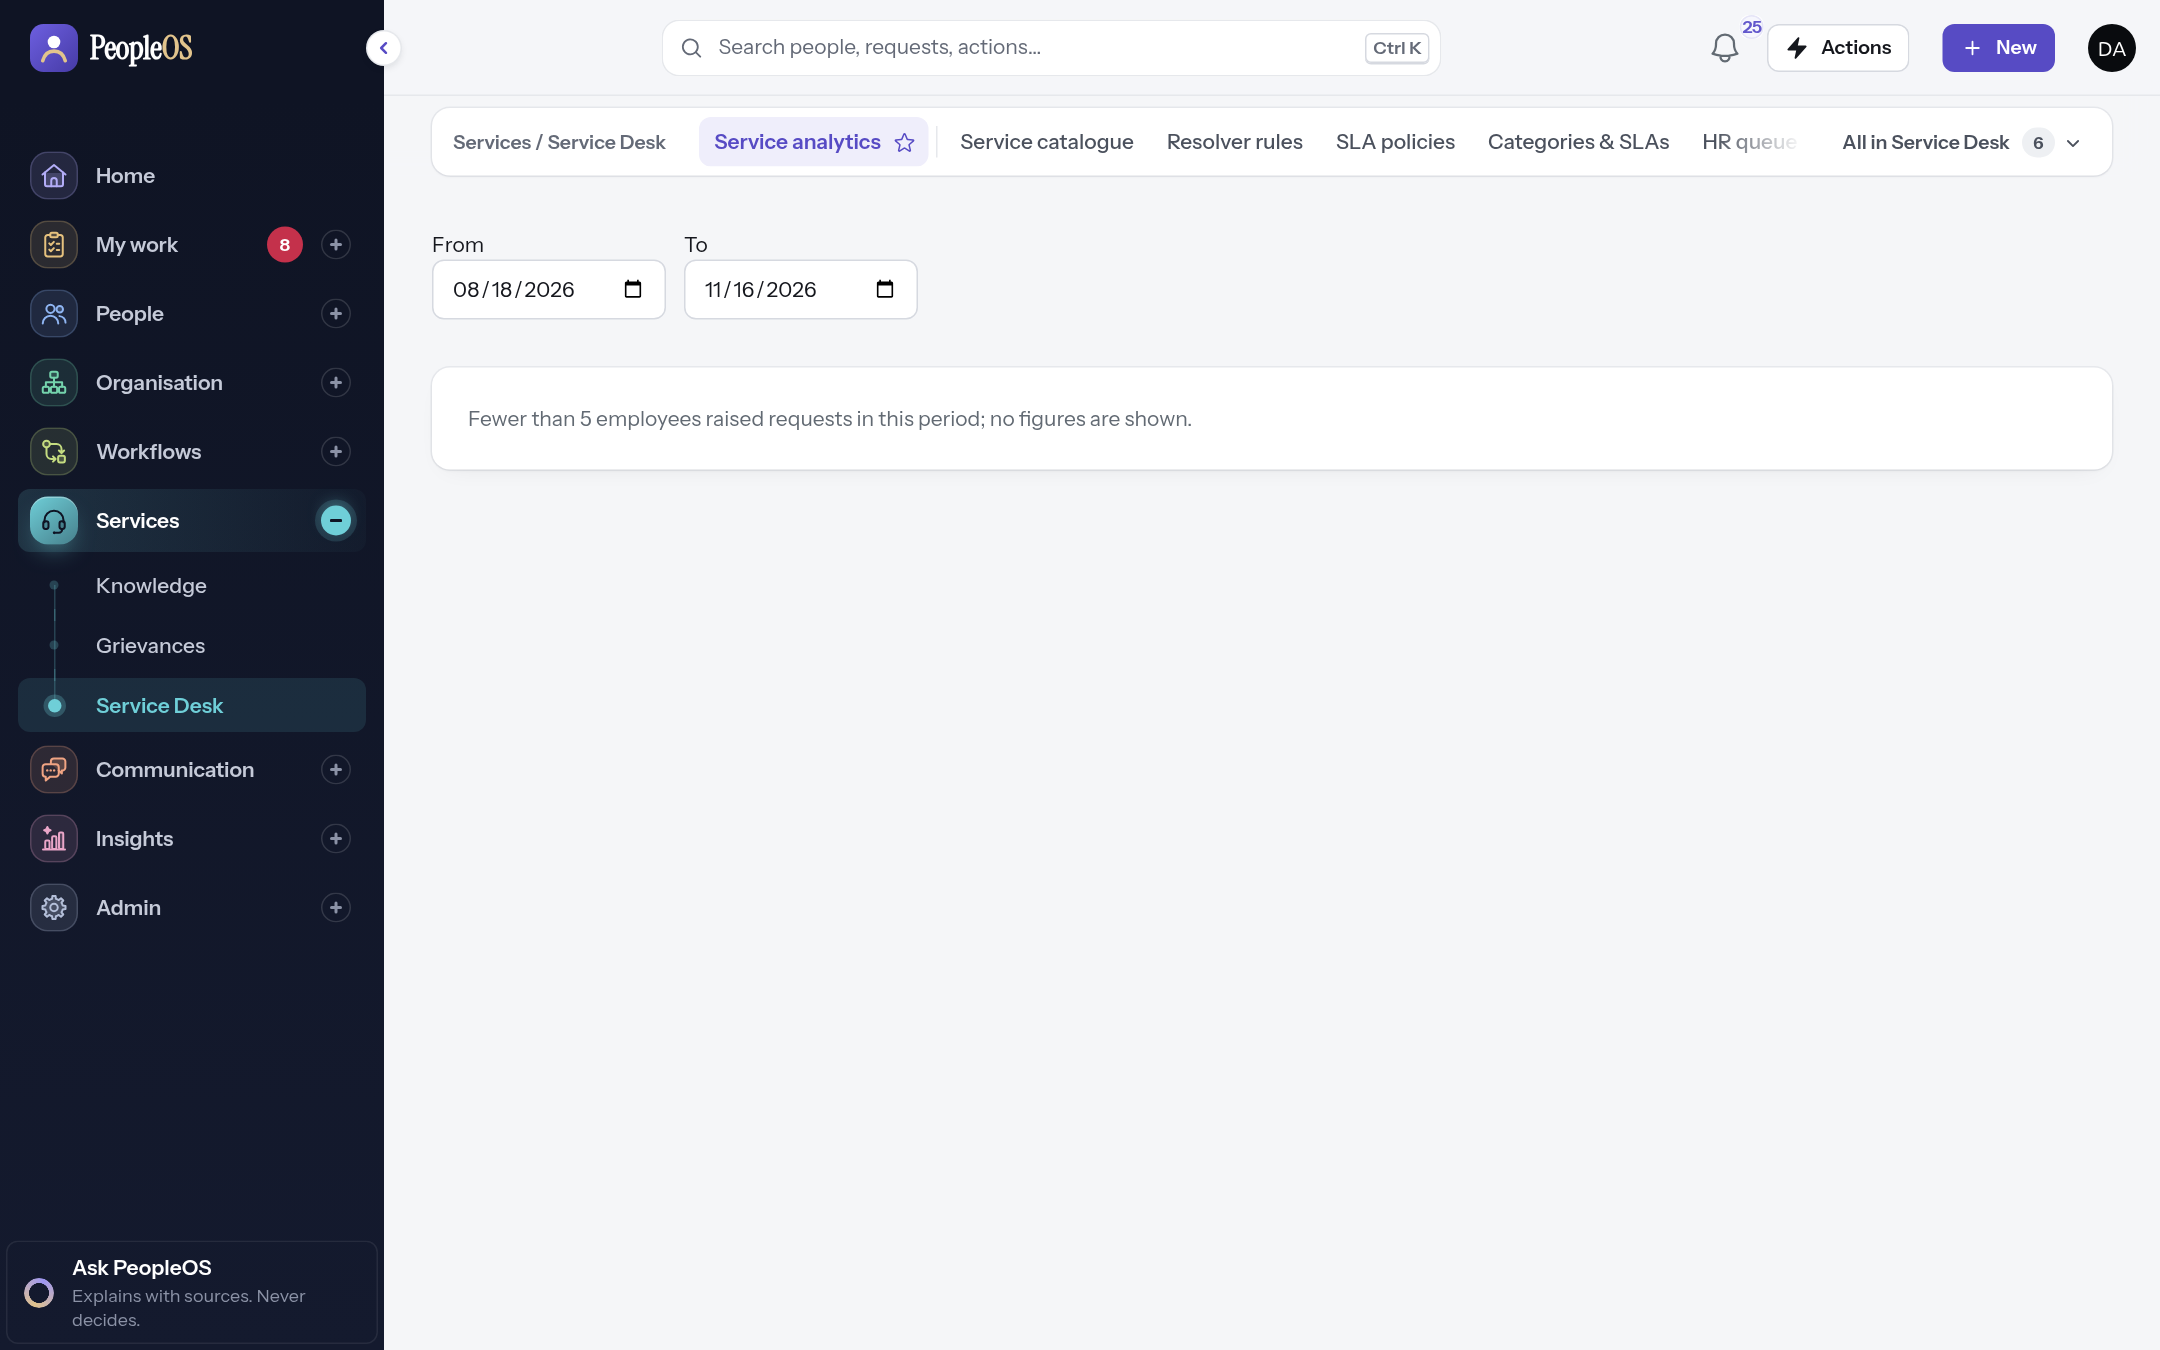 PeopleOS
Search people, requests, actions...
Ctrl K
25
Actions
New
DA
Home
My work
8
People
Organisation
Workflows
Services
Knowledge
Grievances
Service Desk
Communication
Insights
Admin
Ask PeopleOS
Explains with sources. Never
decides.
Services / Service Desk
Service analytics
Service catalogue
Resolver rules
SLA policies
Categories & SLAs
HR queue
All in Service Desk
6
From
08/18/2026
To
11/16/2026
Fewer than 5 employees raised requests in this period; no figures are shown.